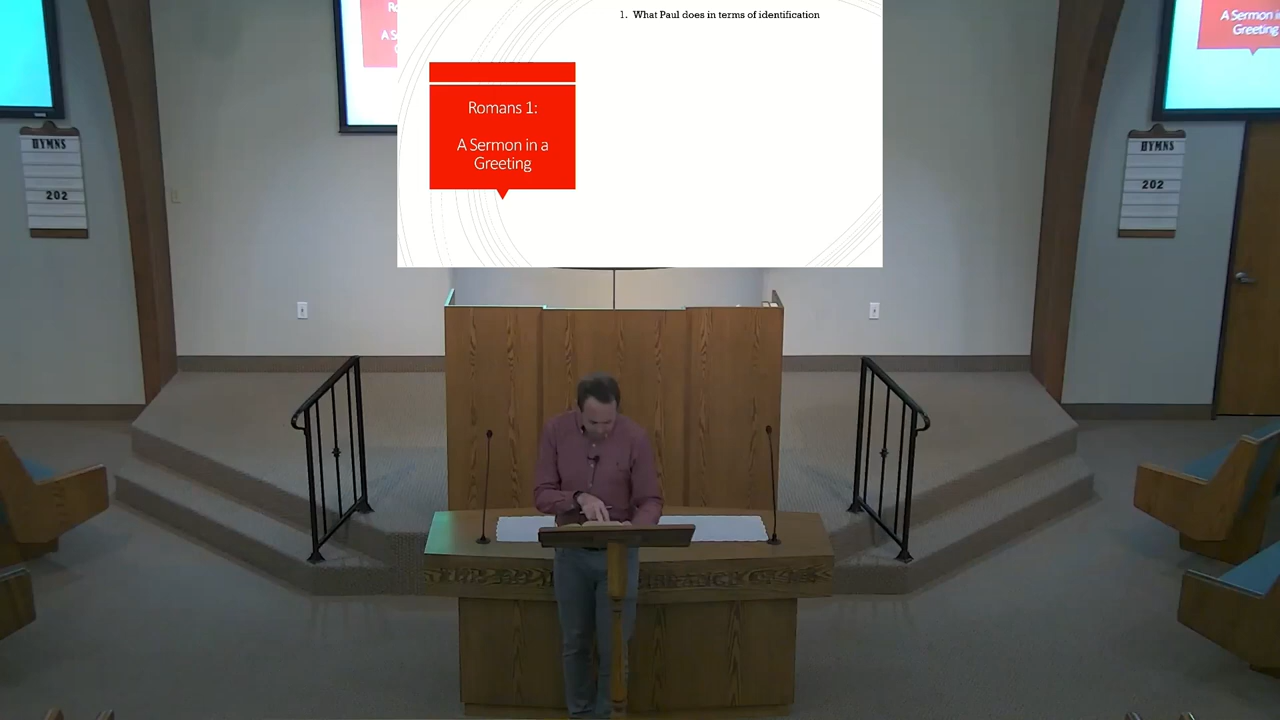 1. What Paul does in terms of identification
Romans 1:
A Sermon in a
Greeting
HYMNS
202
HYMNS
202
A Sermon i
Greeting